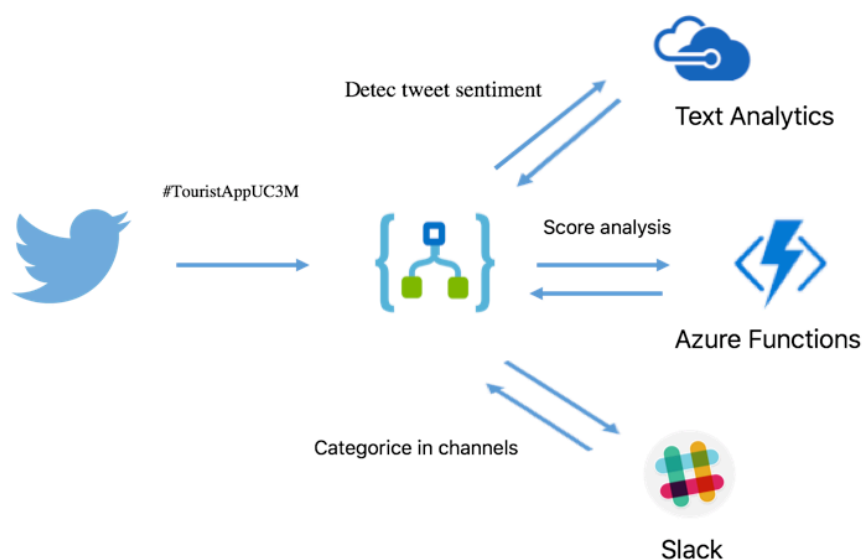 Detec tweet sentiment
Text Analytics
#TouristAppUC3M
Score analysis
Azure Functions
Categorice in channels
Slack